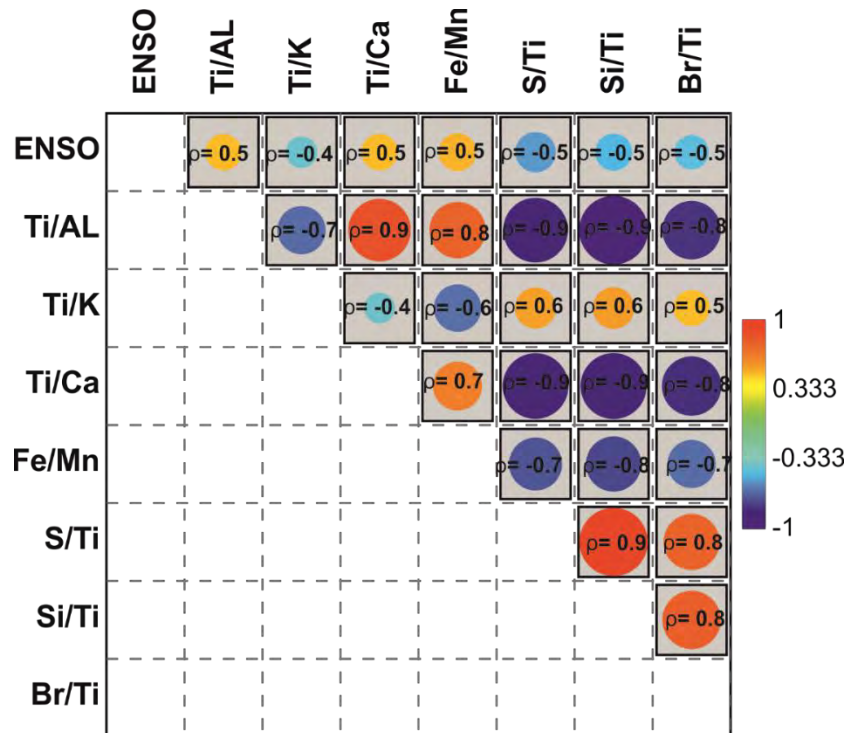 ENSO Ti/AL Ti/K Ti/Ca Fe/Mn S/Ti Si/Ti Br/Ti
ENSO ρ= 0.5 ρ= -0.4 ρ= 0.5 ρ= 0.5 ρ= -0.5 ρ= -0.5 ρ= -0.5
Ti/AL ρ= -0.7 ρ= 0.9 ρ= 0.8 ρ= -0.9 ρ= -0.9 ρ= -0.8
Ti/K ρ= -0.4 ρ= -0.6 ρ= 0.6 ρ= 0.6 ρ= 0.5
Ti/Ca ρ= 0.7 ρ= -0.9 ρ= -0.9 ρ= -0.8
Fe/Mn ρ= -0.7 ρ= -0.8 ρ= -0.7
S/Ti ρ= 0.9 ρ= 0.8
Si/Ti ρ= 0.8
Br/Ti
1
0.333
-0.333
-1